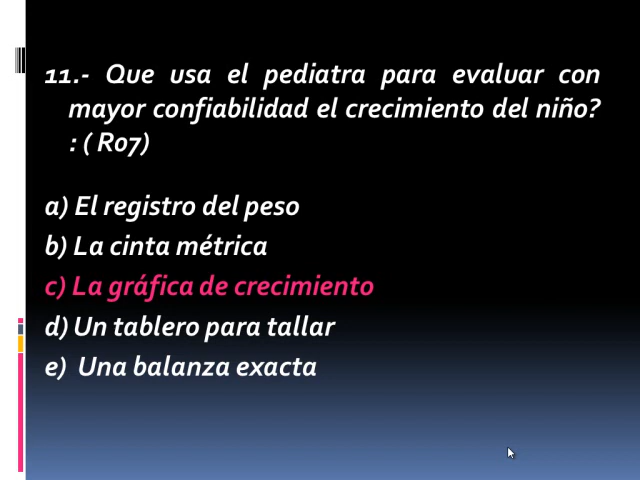 11.- Que usa el pediatra para evaluar con
mayor confiabilidad el crecimiento del niño?
: ( R07)
a) El registro del peso
b) La cinta métrica
c) La gráfica de crecimiento
d) Un tablero para tallar
e) Una balanza exacta